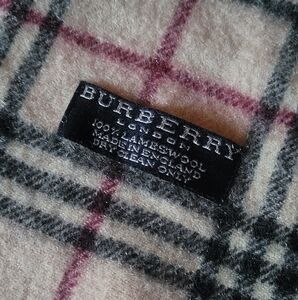 BURBERRY
LONDON
100% LAMBSWOOL
MADE IN ENGLAND
DRY CLEAN ONLY